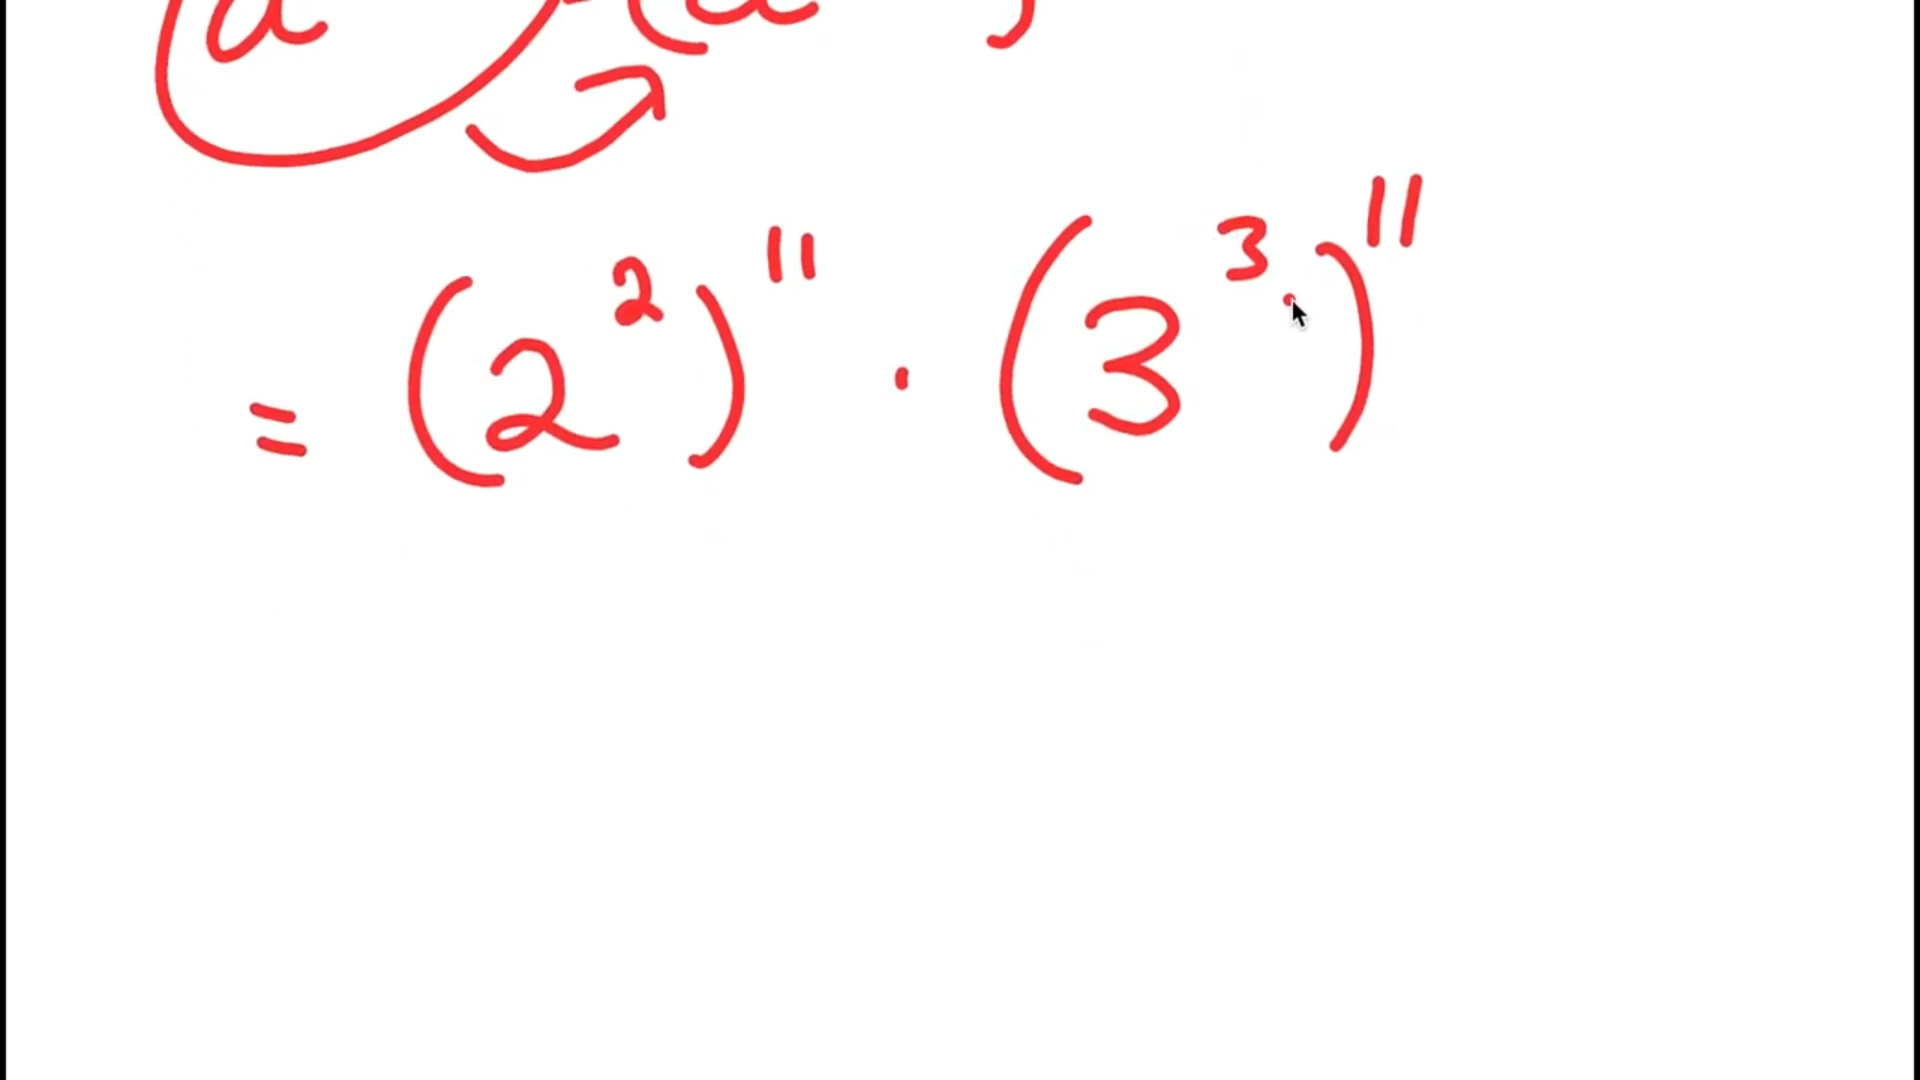 = (2²)¹¹ · (3³)¹¹